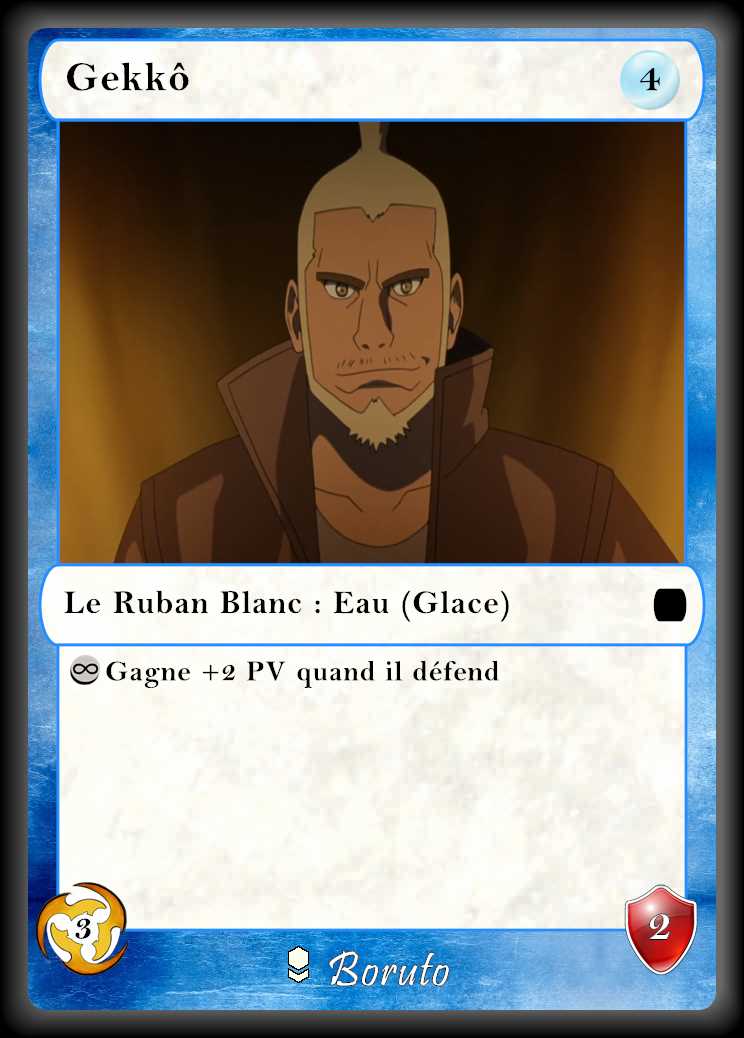 Gekkô
4
Le Ruban Blanc : Eau (Glace)
Gagne +2 PV quand il défend
3
2
Boruto